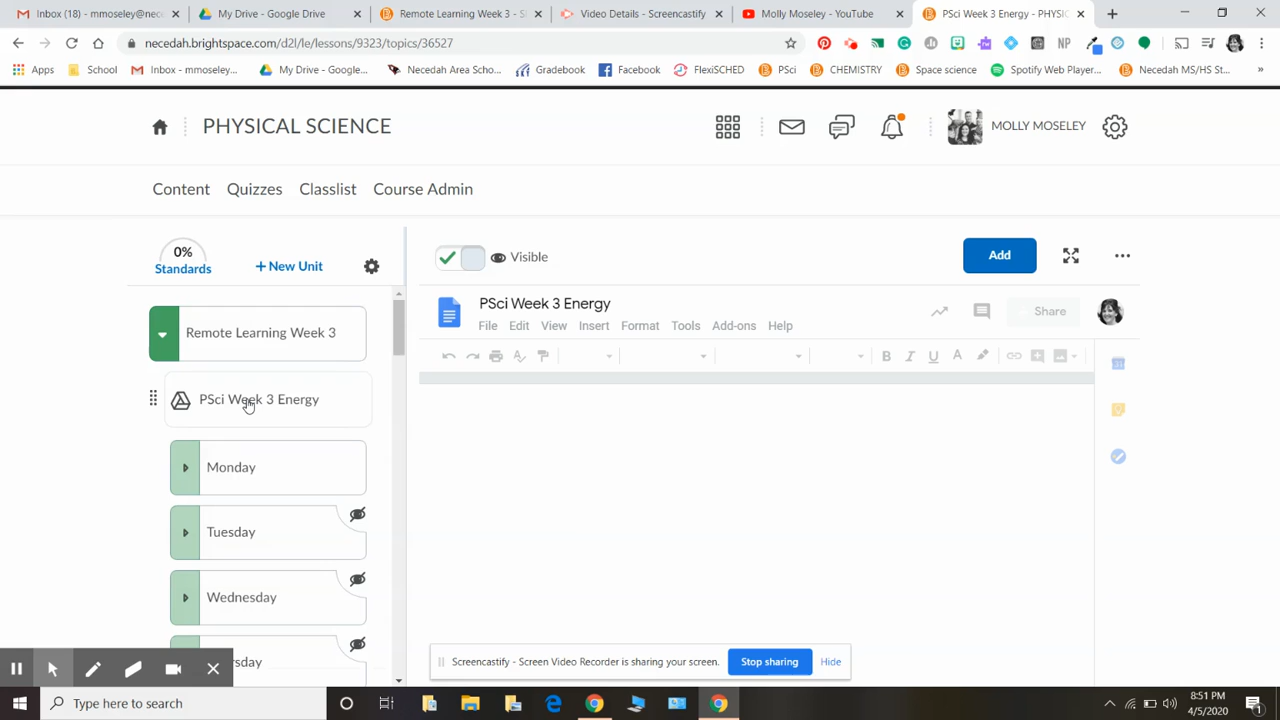 Inbox (18) - mmoseley@nec
My Drive - Google Drive
Remote Learning Week 3 - S
Video Details - Screencastify
Molly Moseley - YouTube
PSci Week 3 Energy - PHYSIC
necedah.brightspace.com/d2l/le/lessons/9323/topics/36527
NP
Apps
School
Inbox - mmoseley...
My Drive - Google...
Necedah Area Scho...
Gradebook
Facebook
FlexiSCHED
PSci
CHEMISTRY
Space science
Spotify Web Player...
Necedah MS/HS St...
»
PHYSICAL SCIENCE
MOLLY MOSELEY
Content
Quizzes
Classlist
Course Admin
0%
Standards
+ New Unit
Visible
Add
Remote Learning Week 3
PSci Week 3 Energy
Share
File
Edit
View
Insert
Format
Tools
Add-ons
Help
B
I
U
A
31
PSci Week 3 Energy
Monday
Tuesday
Wednesday
rsday
Screencastify - Screen Video Recorder is sharing your screen.
Stop sharing
Hide
Type here to search
8:51 PM
4/5/2020
1